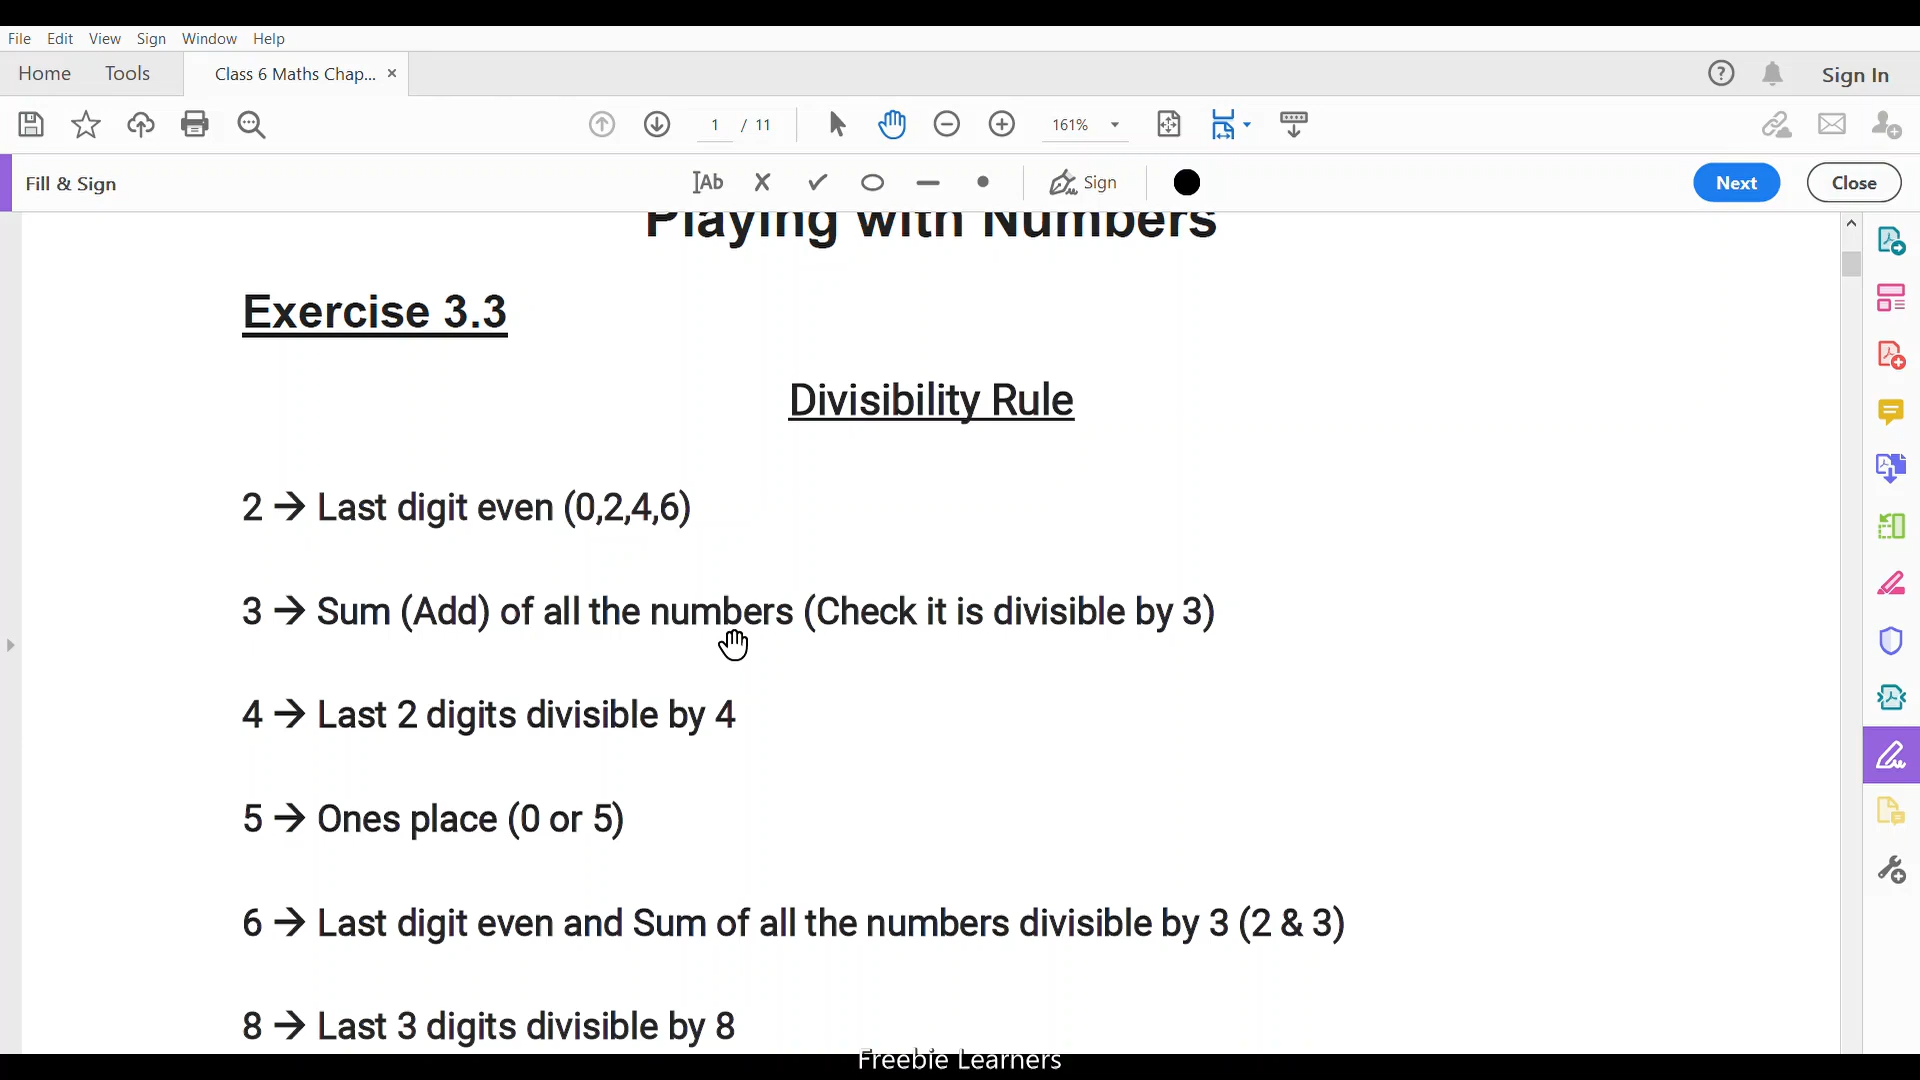 File Edit View Sign Window Help
Home Tools Class 6 Maths Chap... × Sign In
1 / 11 161%
Fill & Sign Ab Sign Next Close
Playing with Numbers
Exercise 3.3
Divisibility Rule
2 → Last digit even (0,2,4,6)
3 → Sum (Add) of all the numbers (Check it is divisible by 3)
4 → Last 2 digits divisible by 4
5 → Ones place (0 or 5)
6 → Last digit even and Sum of all the numbers divisible by 3 (2 & 3)
8 → Last 3 digits divisible by 8
Freebie Learners